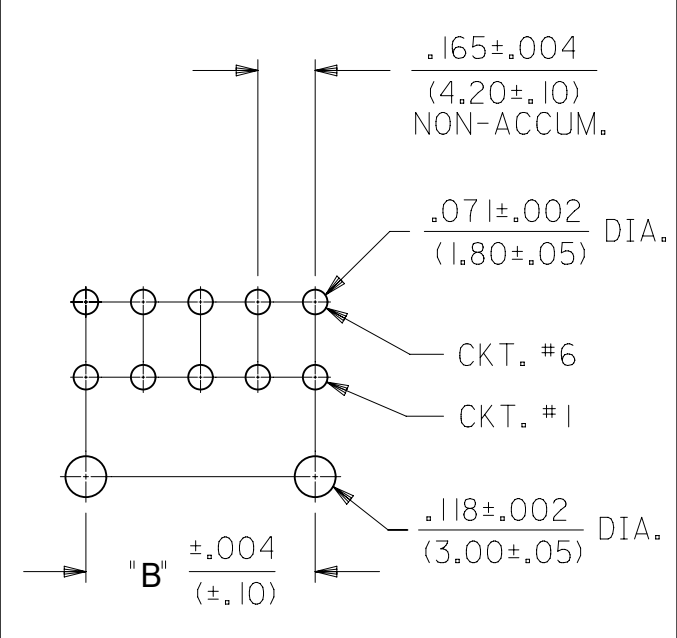 .165±.004
(4.20±.10)
NON-ACCUM.
.071±.002
(1.80±.05)
DIA.
CKT. #6
CKT. #1
.118±.002
(3.00±.05)
DIA.
"B"
±.004
(±.10)